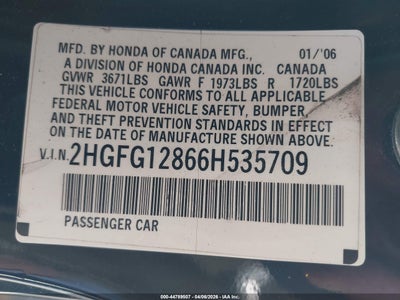 MFD. BY HONDA OF CANADA MFG., 01/'06
A DIVISION OF HONDA CANADA INC. CANADA
GVWR 3671LBS GAWR F 1973LBS R 1720LBS
THIS VEHICLE CONFORMS TO ALL APPLICABLE
FEDERAL MOTOR VEHICLE SAFETY, BUMPER,
AND THEFT PREVENTION STANDARDS IN EFFECT
ON THE DATE OF MANUFACTURE SHOWN ABOVE.
V.I.N. 2HGFG12866H535709
PASSENGER CAR
000-44789507 - 04/06/2026 - IAA Inc.